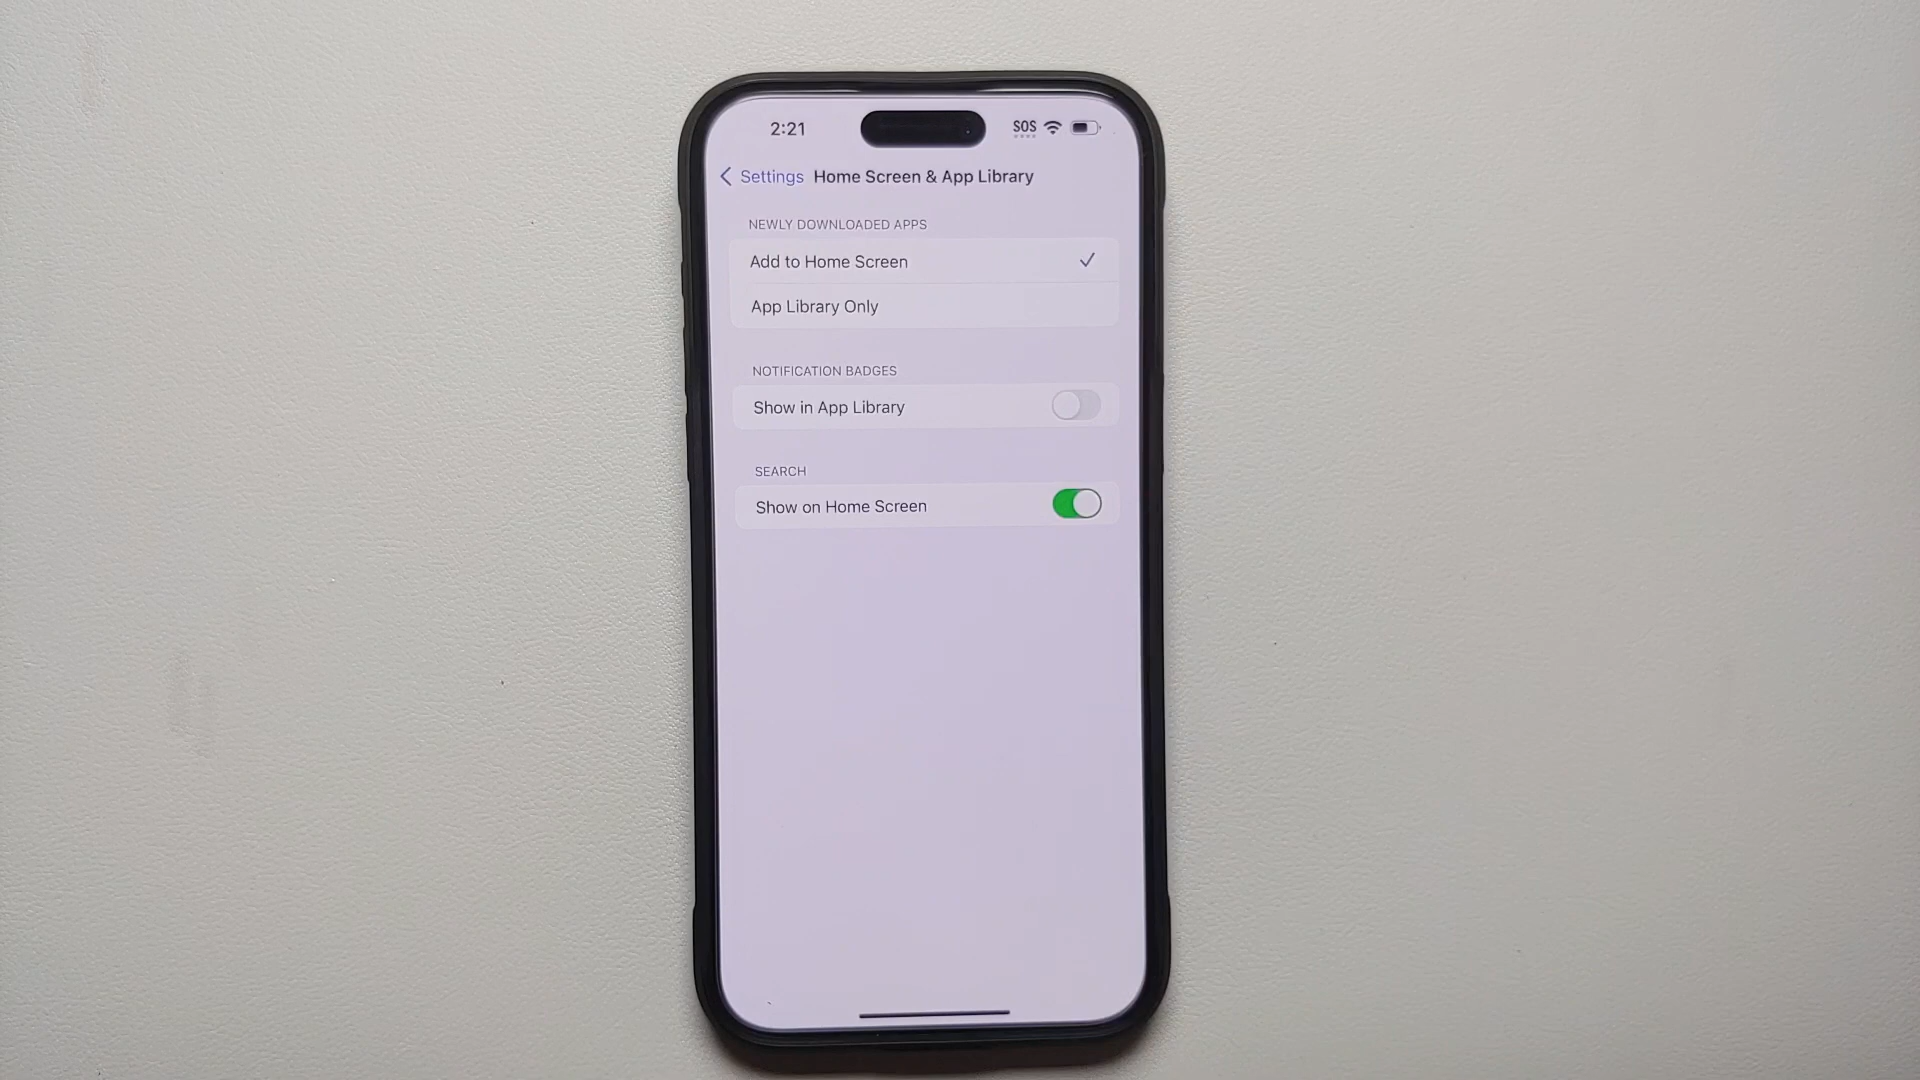 2:21 SOS
Settings Home Screen & App Library
NEWLY DOWNLOADED APPS
Add to Home Screen
App Library Only
NOTIFICATION BADGES
Show in App Library
SEARCH
Show on Home Screen